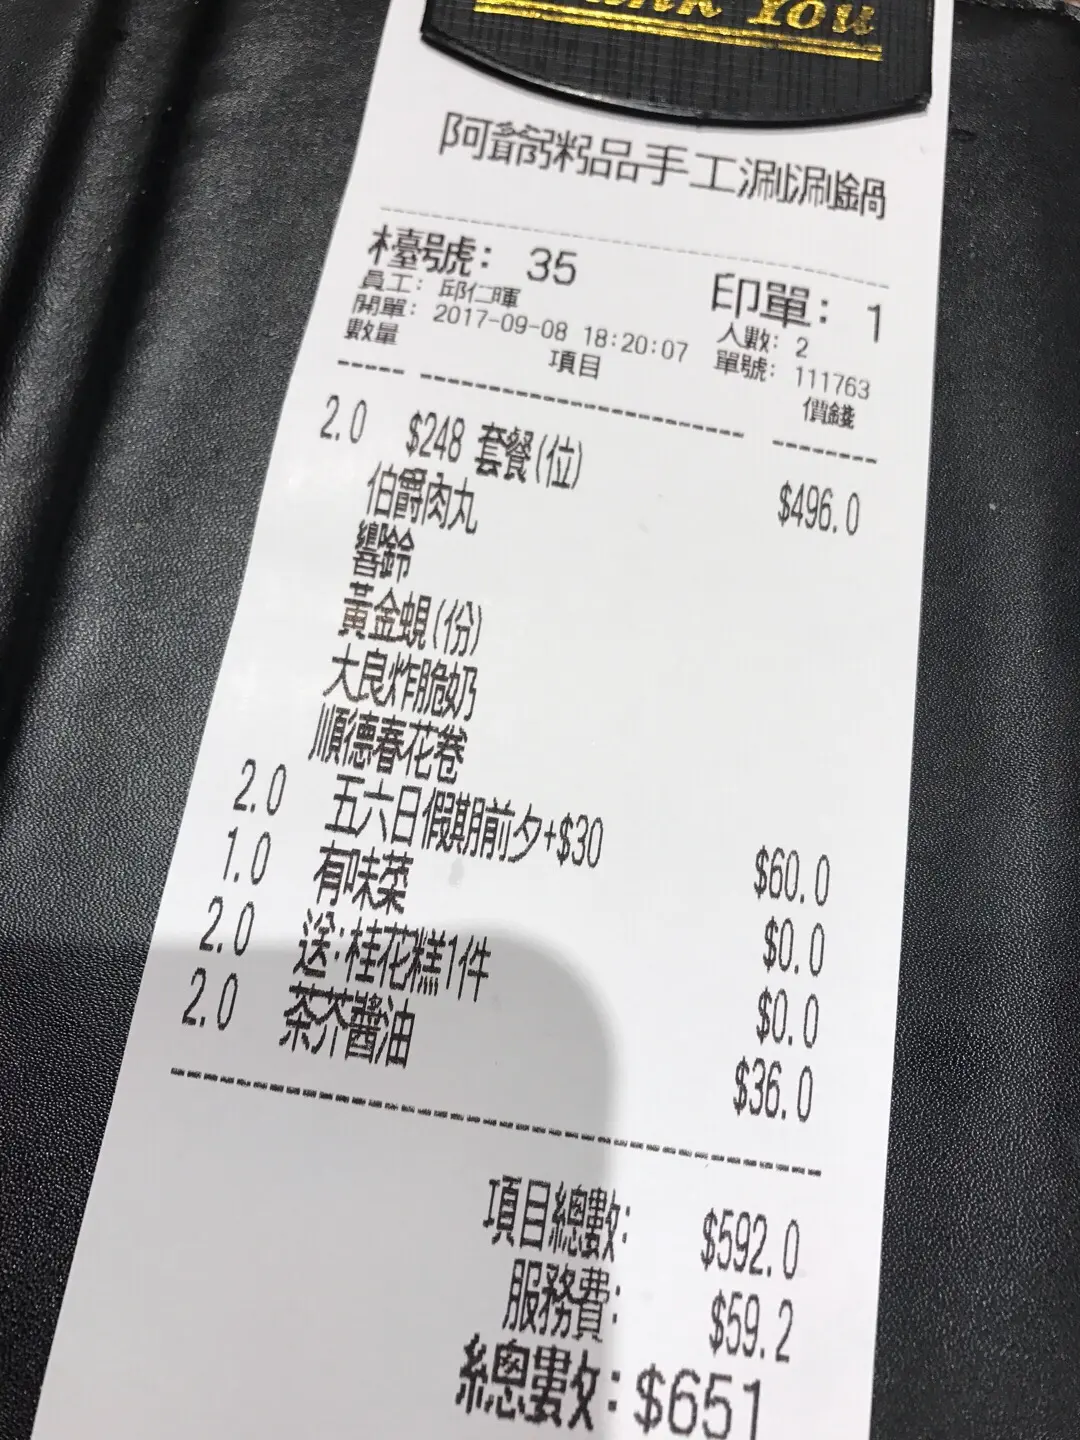 Thank You
阿爺粥品手工涮涮鍋
檯號: 35 印單: 1
員工: 邱仁暉 人數: 2
開單: 2017-09-08 18:20:07 單號: 111763
數量 項目 價錢
2.0 $248 套餐(位) $496.0
伯爵肉丸
響鈴
黃金蜆(份)
大良炸脆奶
順德春花卷
2.0 五六日假期前夕+$30 $60.0
1.0 有味菜 $0.0
2.0 送:桂花糕1件 $0.0
2.0 茶芥醬油 $36.0
項目總數: $592.0
服務費: $59.2
總數: $651